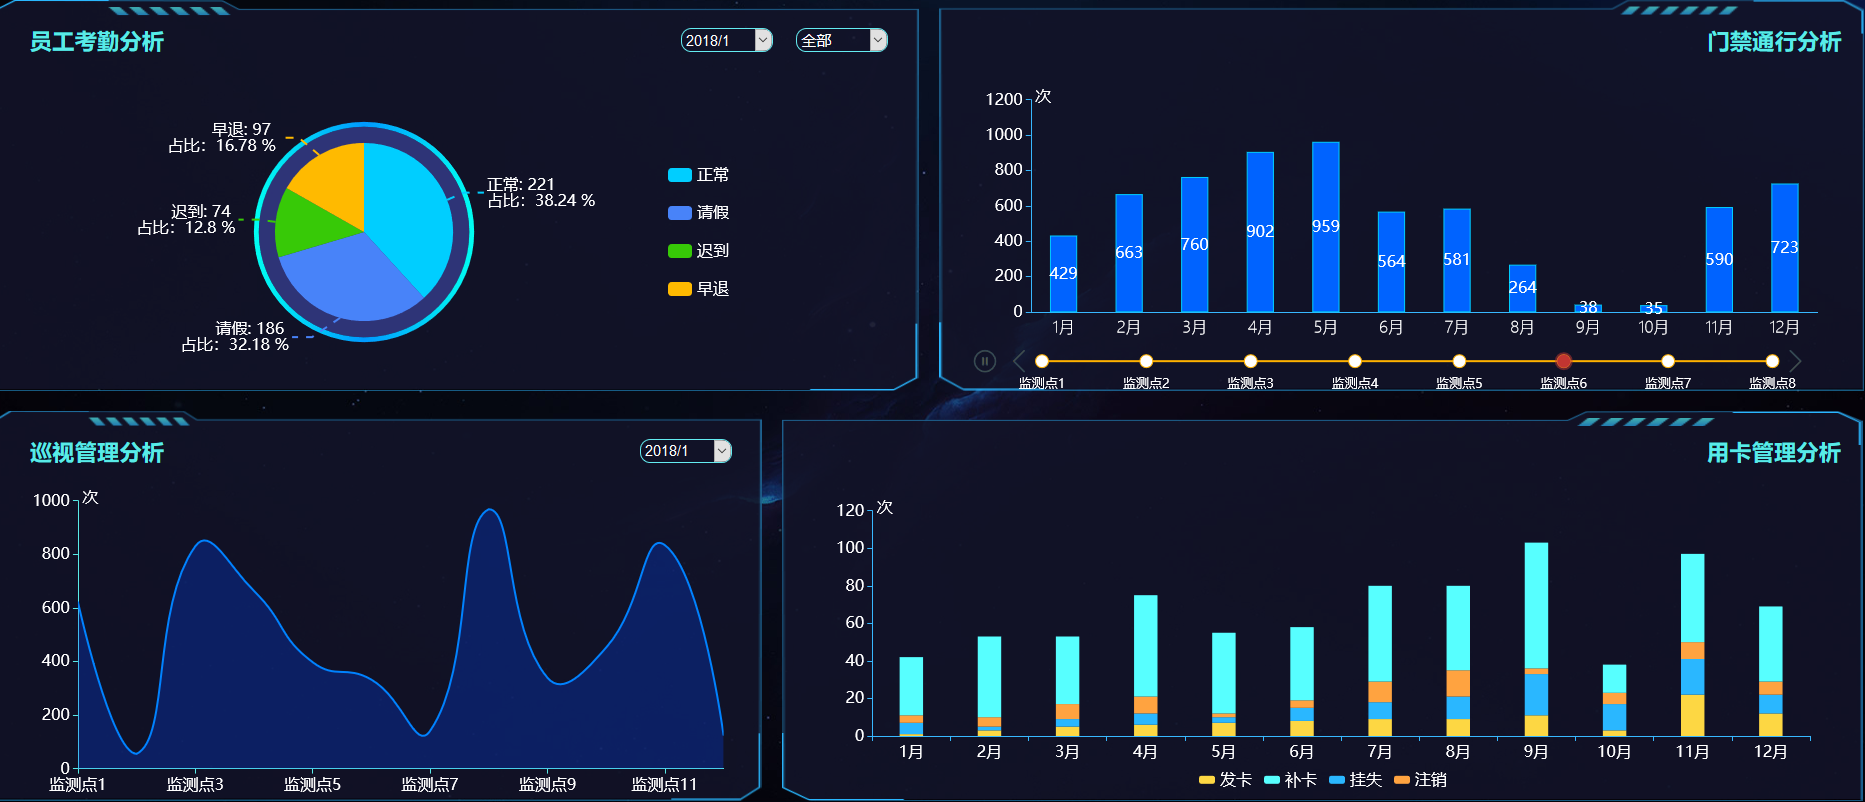 员工考勤分析
2018/1
全部
早退: 97
占比：16.78 %
正常: 221
占比：38.24 %
迟到: 74
占比：12.8 %
请假: 186
占比：32.18 %
正常
请假
迟到
早退
门禁通行分析
次
1200
1000
800
600
400
200
0
429
663
760
902
959
564
581
264
38
35
590
723
1月 2月 3月 4月 5月 6月 7月 8月 9月 10月 11月 12月
监测点1 监测点2 监测点3 监测点4 监测点5 监测点6 监测点7 监测点8
巡视管理分析
2018/1
次
1000
800
600
400
200
0
监测点1 监测点3 监测点5 监测点7 监测点9 监测点11
用卡管理分析
次
120
100
80
60
40
20
0
1月 2月 3月 4月 5月 6月 7月 8月 9月 10月 11月 12月
发卡 补卡 挂失 注销